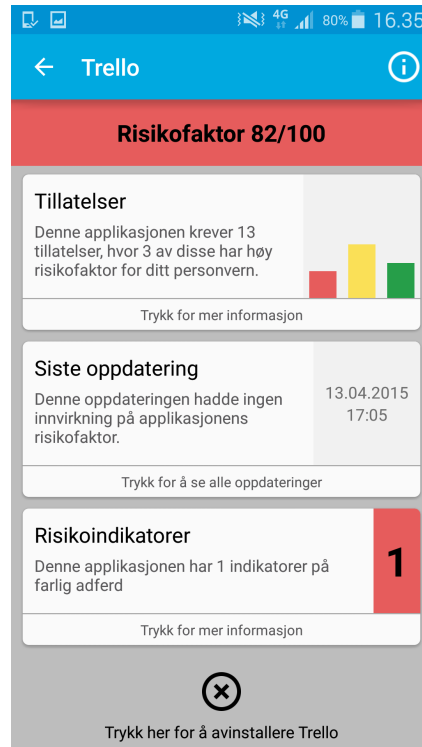 4G 80% 16.35
Trello
Risikofaktor 82/100
Tillatelser
Denne applikasjonen krever 13
tillatelser, hvor 3 av disse har høy
risikofaktor for ditt personvern.
Trykk for mer informasjon
Siste oppdatering
Denne oppdateringen hadde ingen
innvirkning på applikasjonens
risikofaktor.
13.04.2015
17:05
Trykk for å se alle oppdateringer
Risikoindikatorer
Denne applikasjonen har 1 indikatorer på
farlig adferd
1
Trykk for mer informasjon
Trykk her for å avinstallere Trello